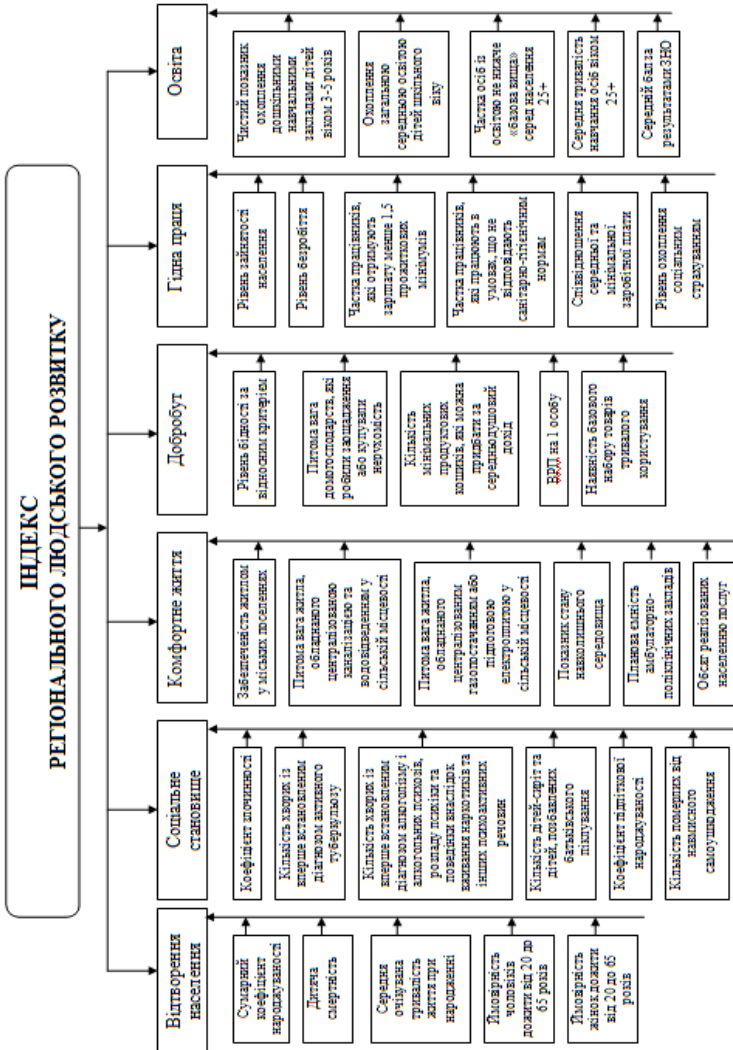 ІНДЕКС
РЕГІОНАЛЬНОГО ЛЮДСЬКОГО РОЗВИТКУ
Відтворення
населення
Сумарний
коефіцієнт
народжуваності
Дитяча
смертність
Середня
очікувана
тривалість
життя при
народженні
Ймовірність
чоловіків
дожити від 20 до
65 років
Ймовірність
жінок дожити
від 20 до 65
років
Соціальне
становище
Коефіцієнт злочинності
Кількість хворих із
вперше встановленим
діагнозом активного
туберкульозу
Кількість хворих із
вперше встановленим
діагнозом алкоголізму і
алкогольних психозів,
розладу психіки та
поведінки внаслідок
вживання наркотиків та
інших психоактивних
речовин
Кількість дітей-сиріт та
дітей, позбавлених
батьківського
піклування
Коефіцієнт підліткової
народжуваності
Кількість померлих від
навмисного
самоушкодження
Комфортне життя
Забезпеченість житлом
у міських поселеннях
Питома вага житла,
обладнаного
централізованою
каналізацією та
водовідведенням у
сільській місцевості
Питома вага житла,
обладнаного
централізованим
газопостачанням або
підлоговою
електроплитою у
сільській місцевості
Показник стану
навколишнього
середовища
Планова ємність
амбулаторно-
поліклінічних закладів
Обсяг реалізованих
населенню послуг
Добробут
Рівень бідності за
відносним критерієм
Питома вага
домогосподарств, які
робили заощадження
або купували
нерухомість
Кількість
мінімальних
продуктових
кошиків, які можна
придбати за
середньодушовий
дохід
ВРП на 1 особу
Наявність базового
набору товарів
тривалого
користування
Гідна праця
Рівень зайнятості
населення
Рівень безробіття
Частка працівників,
які отримують
зарплату менше 1,5
прожиткових
мінімумів
Частка працівників,
які працюють в
умовах, що не
відповідають
санітарно-гігієнічним
нормам
Співвідношення
середньої та
мінімальної
заробітної плати
Рівень охоплення
соціальним
страхуванням
Освіта
Чистий показник
охоплення
дошкільними
навчальними
закладами дітей
віком 3-5 років
Охоплення
загальною
середньою освітою
дітей шкільного
віку
Частка осіб із
освітою не нижче
«базова вища»
серед населення
25+
Середня тривалість
навчання осіб віком
25+
Середній бал за
результатами ЗНО